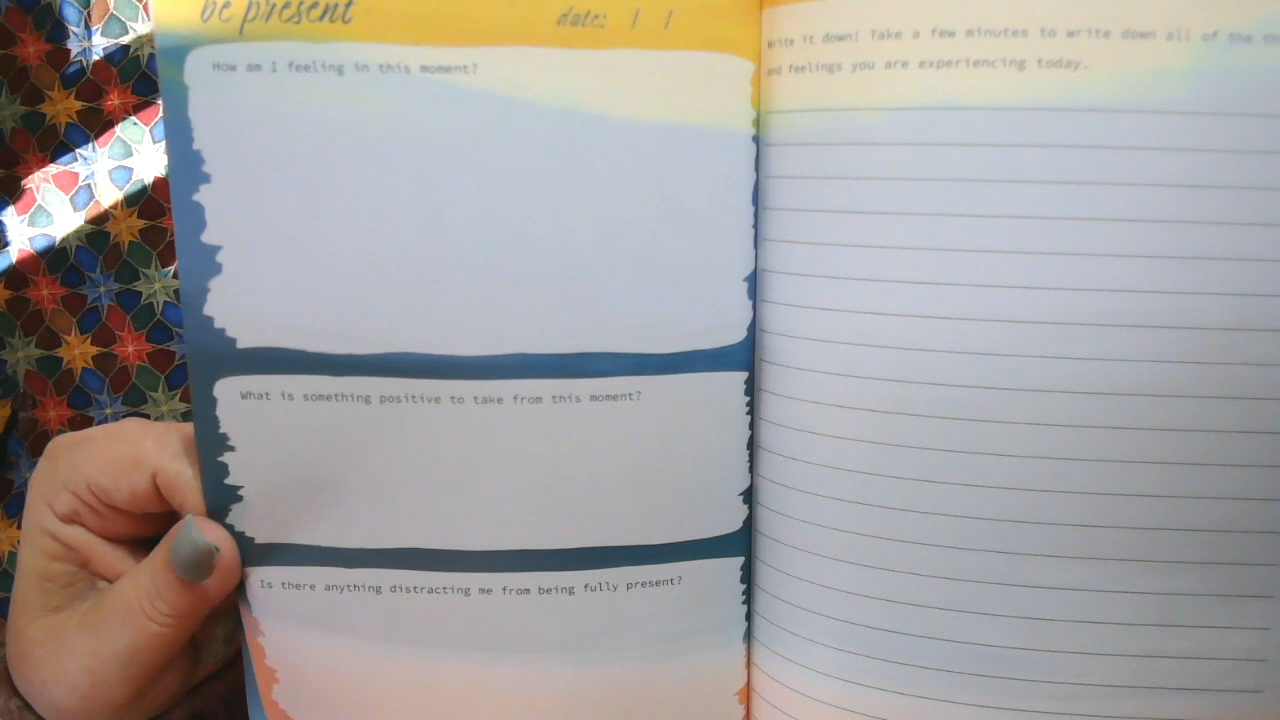 be present
date: / /
How am I feeling in this moment?
What is something positive to take from this moment?
Is there anything distracting me from being fully present?
Write it down! Take a few minutes to write down all of the
and feelings you are experiencing today.